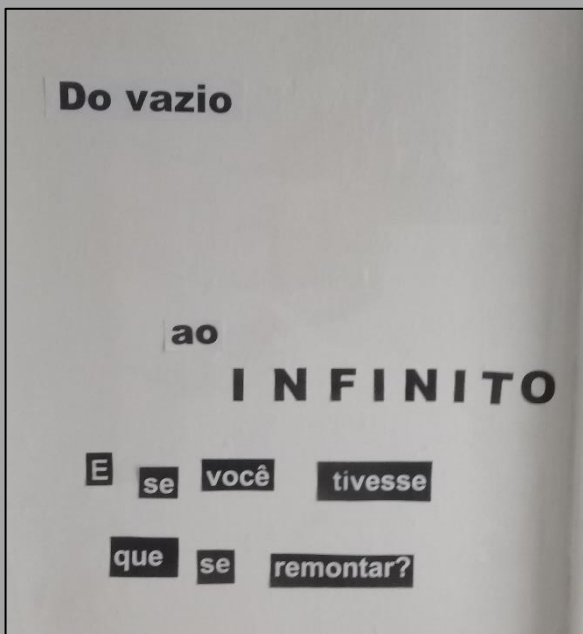 Do vazio
ao
INFINITO
E se você tivesse
que se remontar?